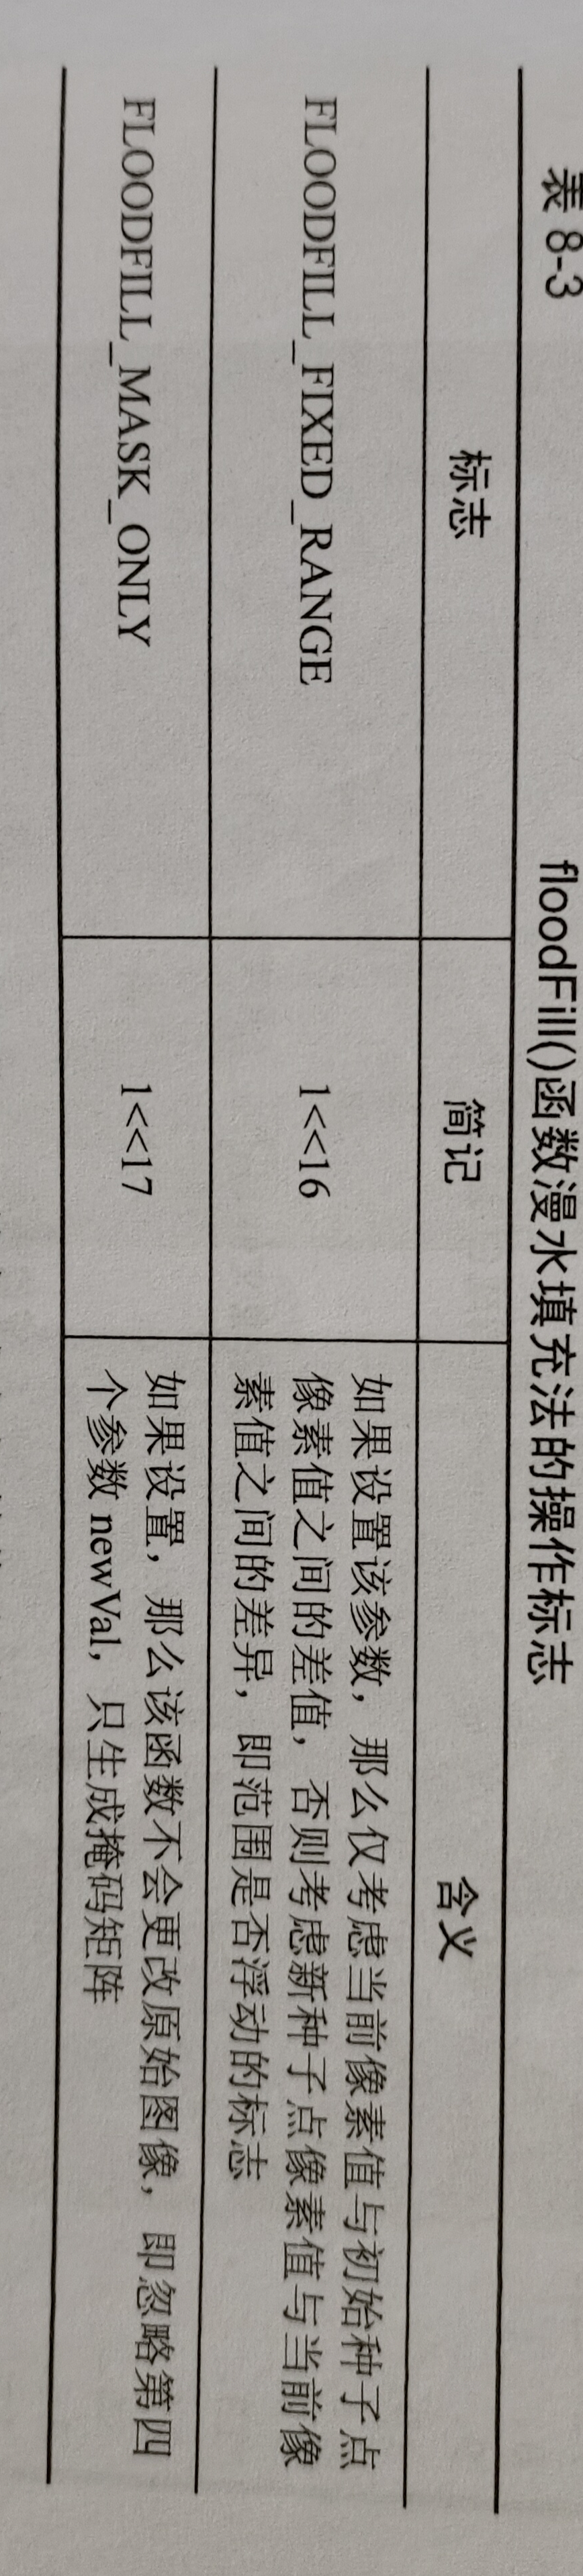 表 8-3
floodFill()函数漫水填充法的操作标志
标志 简记 含义
FLOODFILL_FIXED_RANGE 1<<16
如果设置该参数，那么仅考虑当前像素值与初始种子点
像素值之间的差值，否则考虑新种子点像素值与当前像
素值之间的差异，即范围是否浮动的标志
FLOODFILL_MASK_ONLY 1<<17
如果设置，那么该函数不会更改原始图像，即忽略第四
个参数 newVal，只生成掩码矩阵